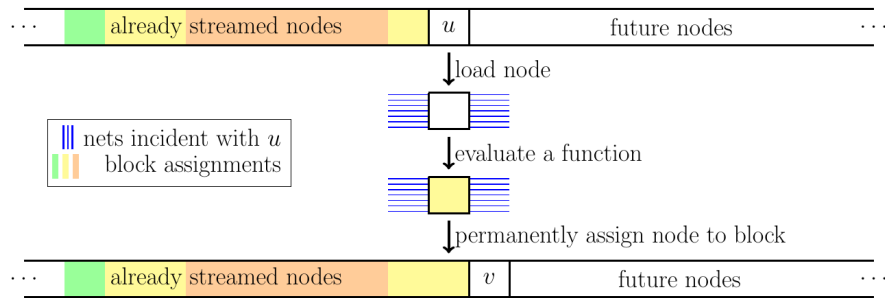 ··· already streamed nodes u future nodes ···
load node
nets incident with u
evaluate a function
block assignments
permanently assign node to block
··· already streamed nodes v future nodes ···